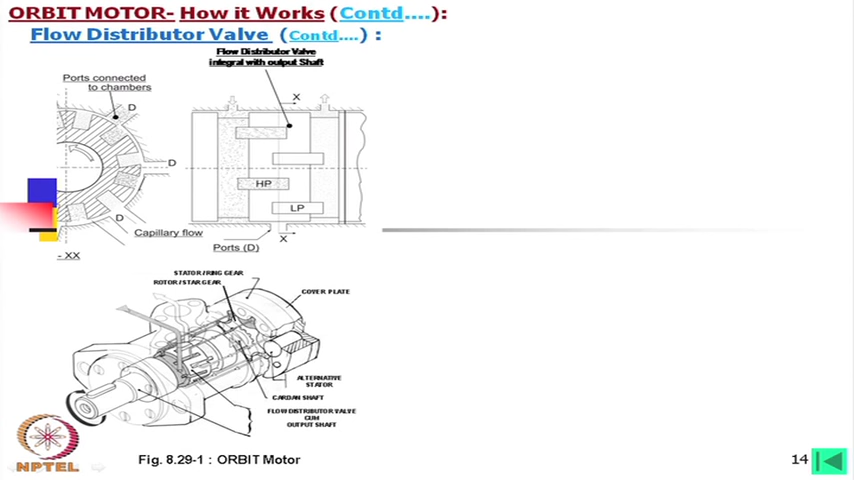 ORBIT MOTOR- How it Works (Contd....):
Flow Distributor Valve (Contd....) :
Flow Distributor Valve
integral with output Shaft
Ports connected
to chambers
X
D
D
HP
D
LP
Capillary flow
X
Ports (D)
- XX
STATOR/RING GEAR
ROTOR/STAR GEAR
COVER PLATE
ALTERNATIVE
STATOR
CARDAN SHAFT
FLOW DISTRIBUTOR VALVE
CUM
OUTPUT SHAFT
NPTEL
Fig. 8.29-1 : ORBIT Motor
14